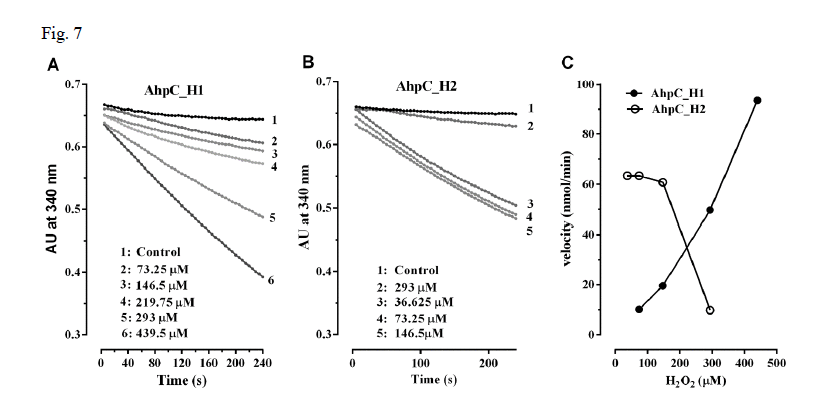 Fig. 7
A
AhpC_H1
AU at 340 nm
0.7
0.6
0.5
0.4
0.3
1
2
3
4
5
6
1: Control
2: 73.25 µM
3: 146.5 µM
4: 219.75 µM
5: 293 µM
6: 439.5 µM
0 40 80 120 160 200 240
Time (s)
B
AhpC_H2
AU at 340 nm
0.7
0.6
0.5
0.4
0.3
1
2
3
4
5
1: Control
2: 293 µM
3: 36.625 µM
4: 73.25 µM
5: 146.5µM
0 100 200
Time (s)
C
AhpC_H1
AhpC_H2
velocity (nmol/min)
100
80
60
40
20
0
0 100 200 300 400 500
H2O2 (µM)